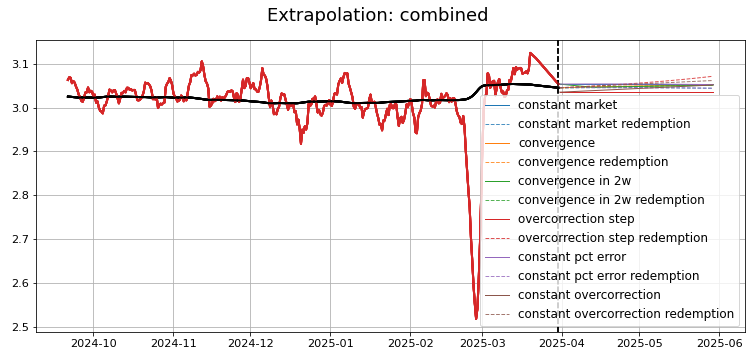 Extrapolation: combined
3.1
3.0
2.9
2.8
2.7
2.6
2.5
constant market
constant market redemption
convergence
convergence redemption
convergence in 2w
convergence in 2w redemption
overcorrection step
overcorrection step redemption
constant pct error
constant pct error redemption
constant overcorrection
constant overcorrection redemption
2024-10 2024-11 2024-12 2025-01 2025-02 2025-03 2025-04 2025-05 2025-06